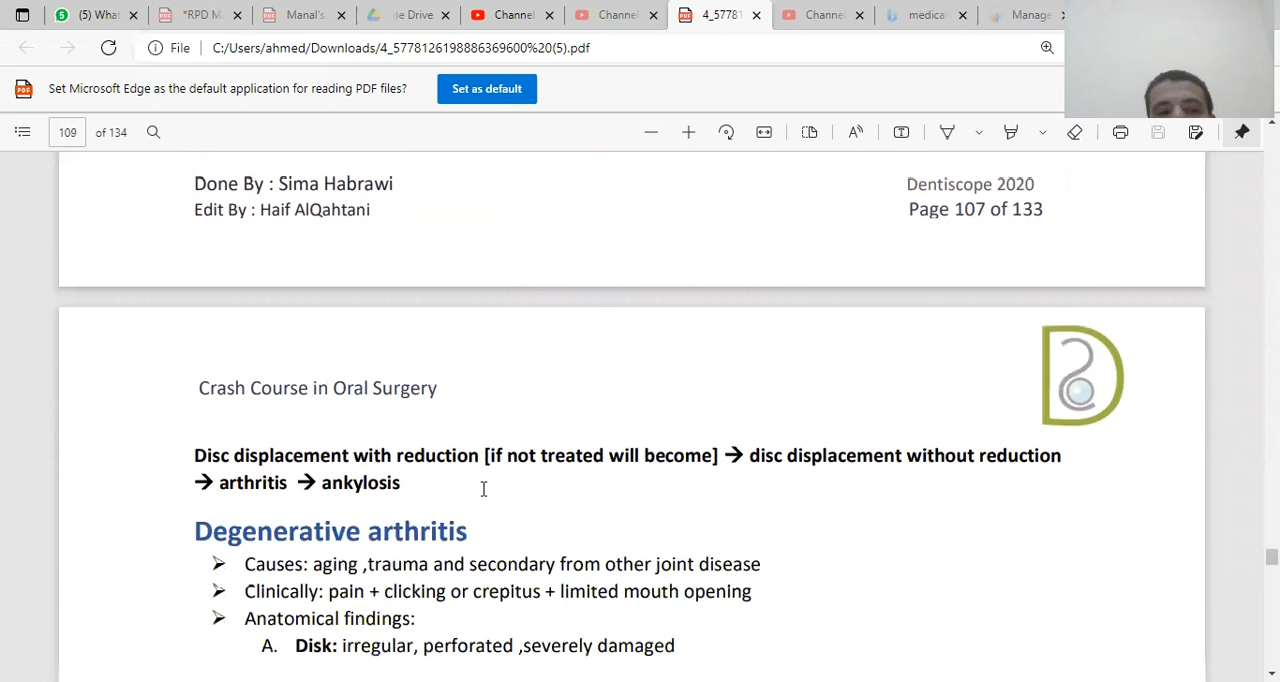 (5) What
*RPD M
Manal's
ue Drive
Channel
Channel
4_57781
Channel
medica
Manage
File
C:/Users/ahmed/Downloads/4_5778126198886369600%20(5).pdf
Set Microsoft Edge as the default application for reading PDF files?
Set as default
109 of 134
Done By : Sima Habrawi
Dentiscope 2020
Edit By : Haif AlQahtani
Page 107 of 133
Crash Course in Oral Surgery
Disc displacement with reduction [if not treated will become] → disc displacement without reduction
→ arthritis → ankylosis
Degenerative arthritis
➢ Causes: aging ,trauma and secondary from other joint disease
➢ Clinically: pain + clicking or crepitus + limited mouth opening
➢ Anatomical findings:
A. Disk: irregular, perforated ,severely damaged